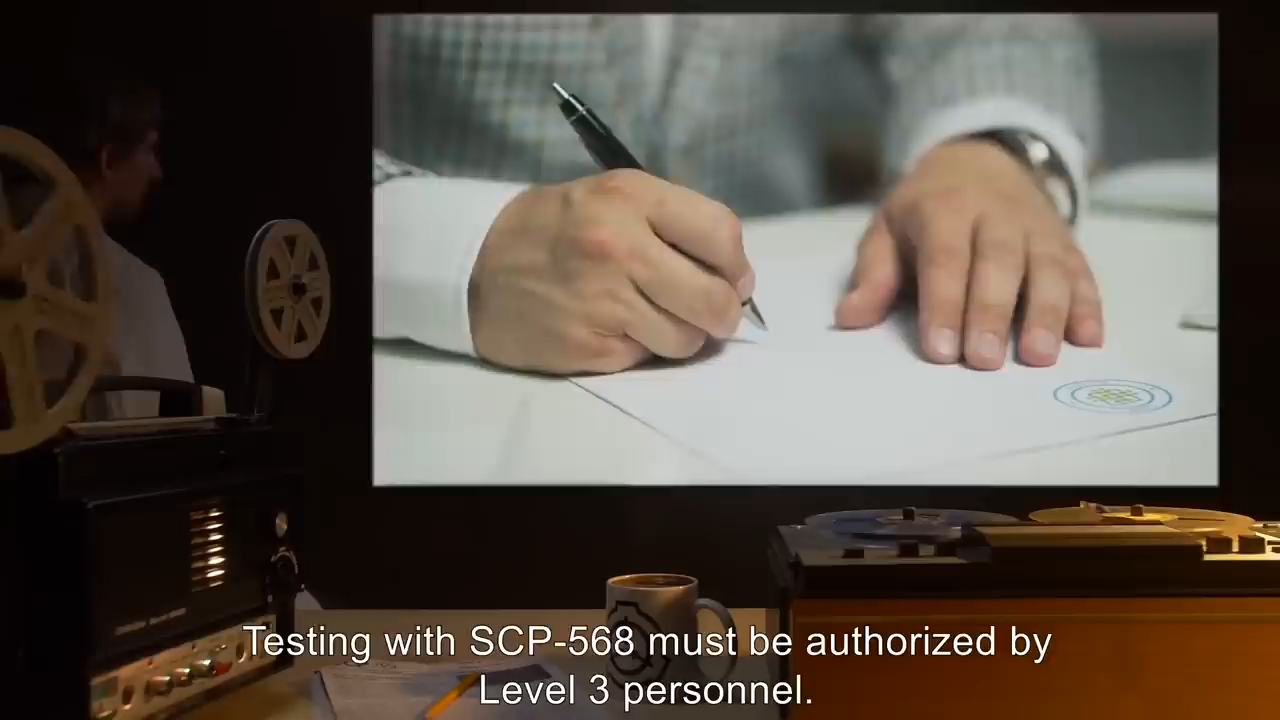 Testing with SCP-568 must be authorized by
Level 3 personnel.